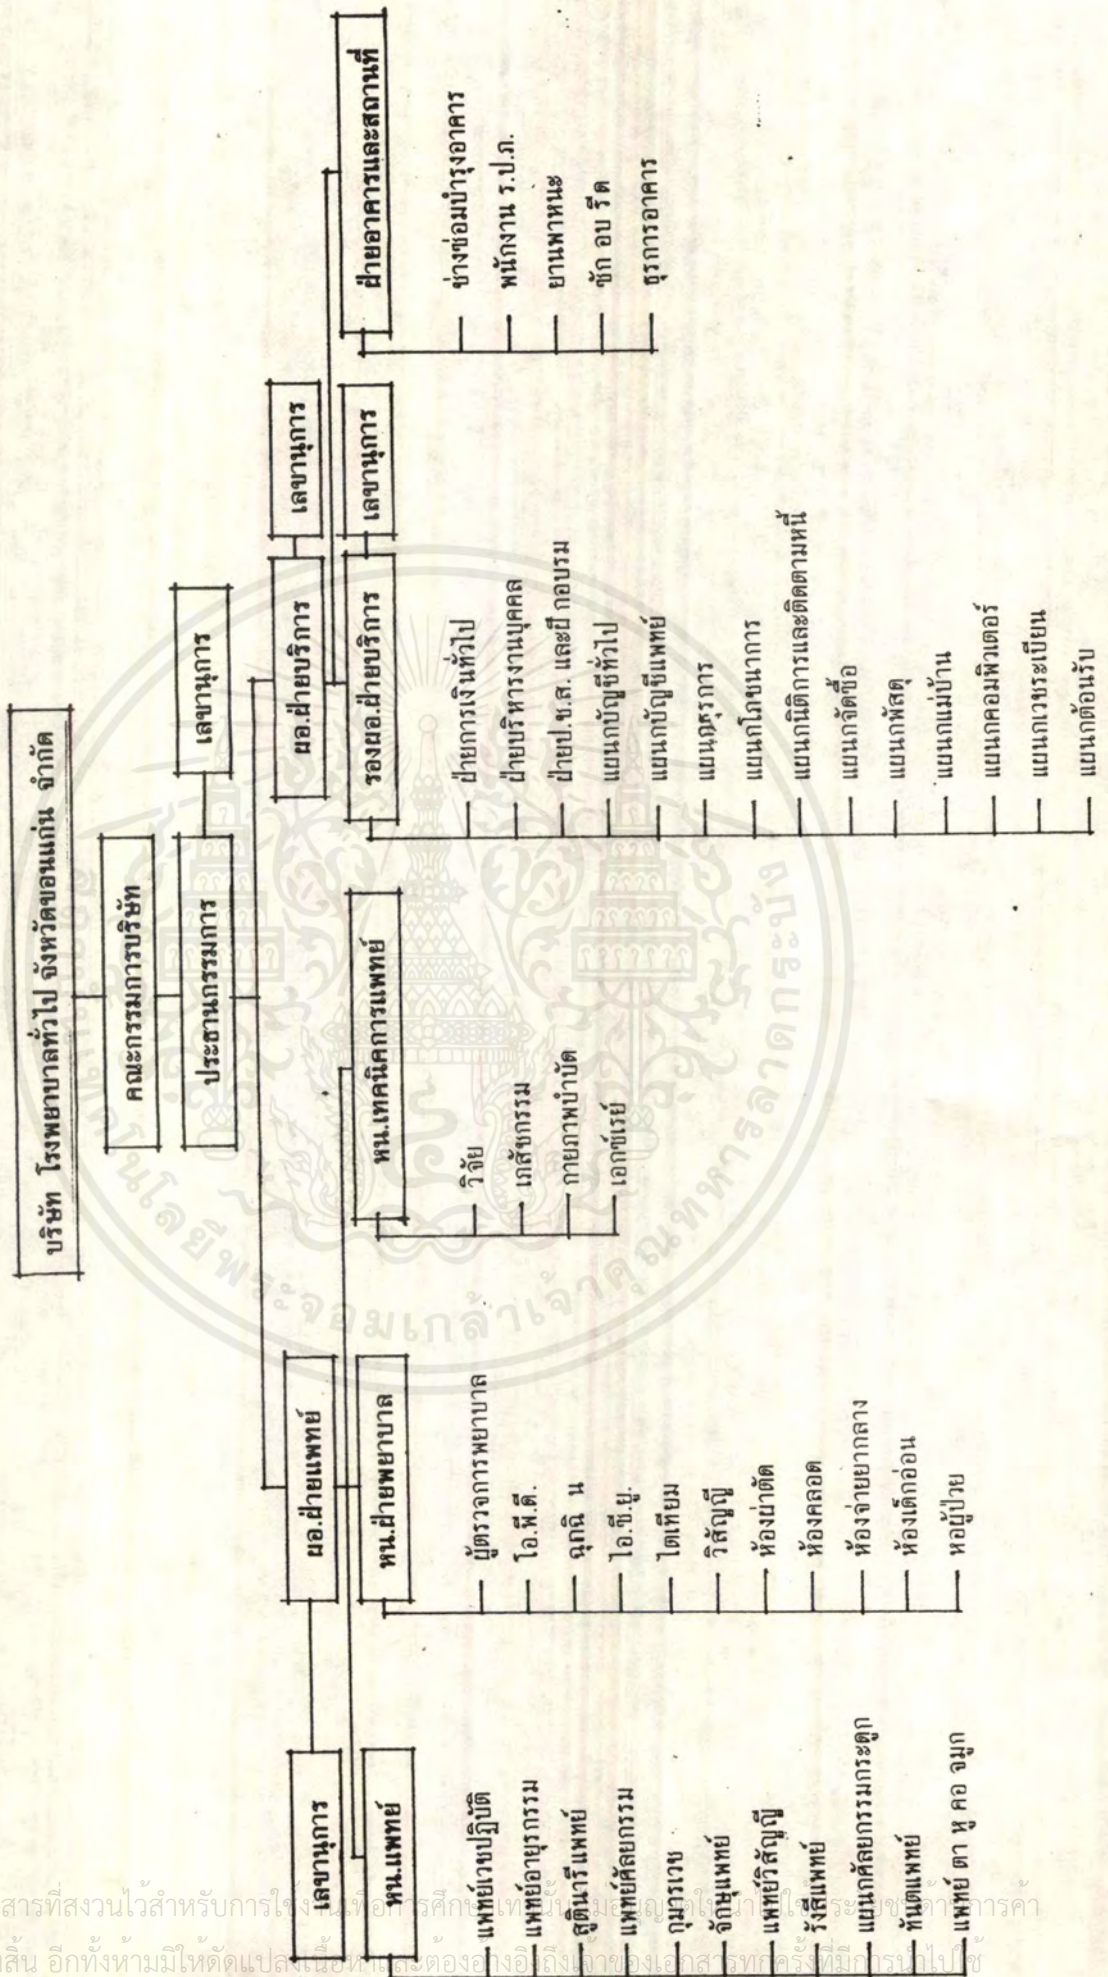 บริษัท โรงพยาบาลทั่วไป จังหวัดขอนแก่น จำกัด
คณะกรรมการบริษัท
ประธานกรรมการ
เลขานุการ
ผอ.ฝ่ายแพทย์
เลขานุการ
หน.แพทย์
แพทย์เวชปฏิบัติ
แพทย์อายุรกรรม
สูตินารีแพทย์
แพทย์ศัลยกรรม
กุมารเวช
จักษุแพทย์
แพทย์วิสัญญี
รังสีแพทย์
แผนกศัลยกรรมกระดูก
ทันตแพทย์
แพทย์ ตา หู คอ จมูก
หน.ฝ่ายพยาบาล
ผู้ตรวจการพยาบาล
โอ.พี.ดี.
ฉุกฉิ น
ไอ.ซี.ยู.
ไตเทียม
วิสัญญี
ห้องผ่าตัด
ห้องคลอด
ห้องจ่ายยากลาง
ห้องเด็กอ่อน
หอผู้ป่วย
หน.เทคนิคการแพทย์
วิจัย
เภสัชกรรม
กายภาพบำบัด
เอกซ์เรย์
ผอ.ฝ่ายบริการ
เลขานุการ
รองผอ.ฝ่ายบริการ
เลขานุการ
ฝ่ายการเงินทั่วไป
ฝ่ายบริหารงานบุคคล
ฝ่ายป.ช.ส. และฝึ กอบรม
แผนกบัญชีทั่วไป
แผนกบัญชีแพทย์
แผนกธุรการ
แผนกโภชนาการ
แผนกนิติการและติดตามหนี้
แผนกจัดซื้อ
แผนกพัสดุ
แผนกแม่บ้าน
แผนกคอมพิวเตอร์
แผนกเวชระเบียน
แผนกต้อนรับ
ฝ่ายอาคารและสถานที่
ช่างซ่อมบำรุงอาคาร
พนักงาน ร.ป.ภ.
ยานพาหนะ
ซัก อบ รีด
ธุรการอาคาร